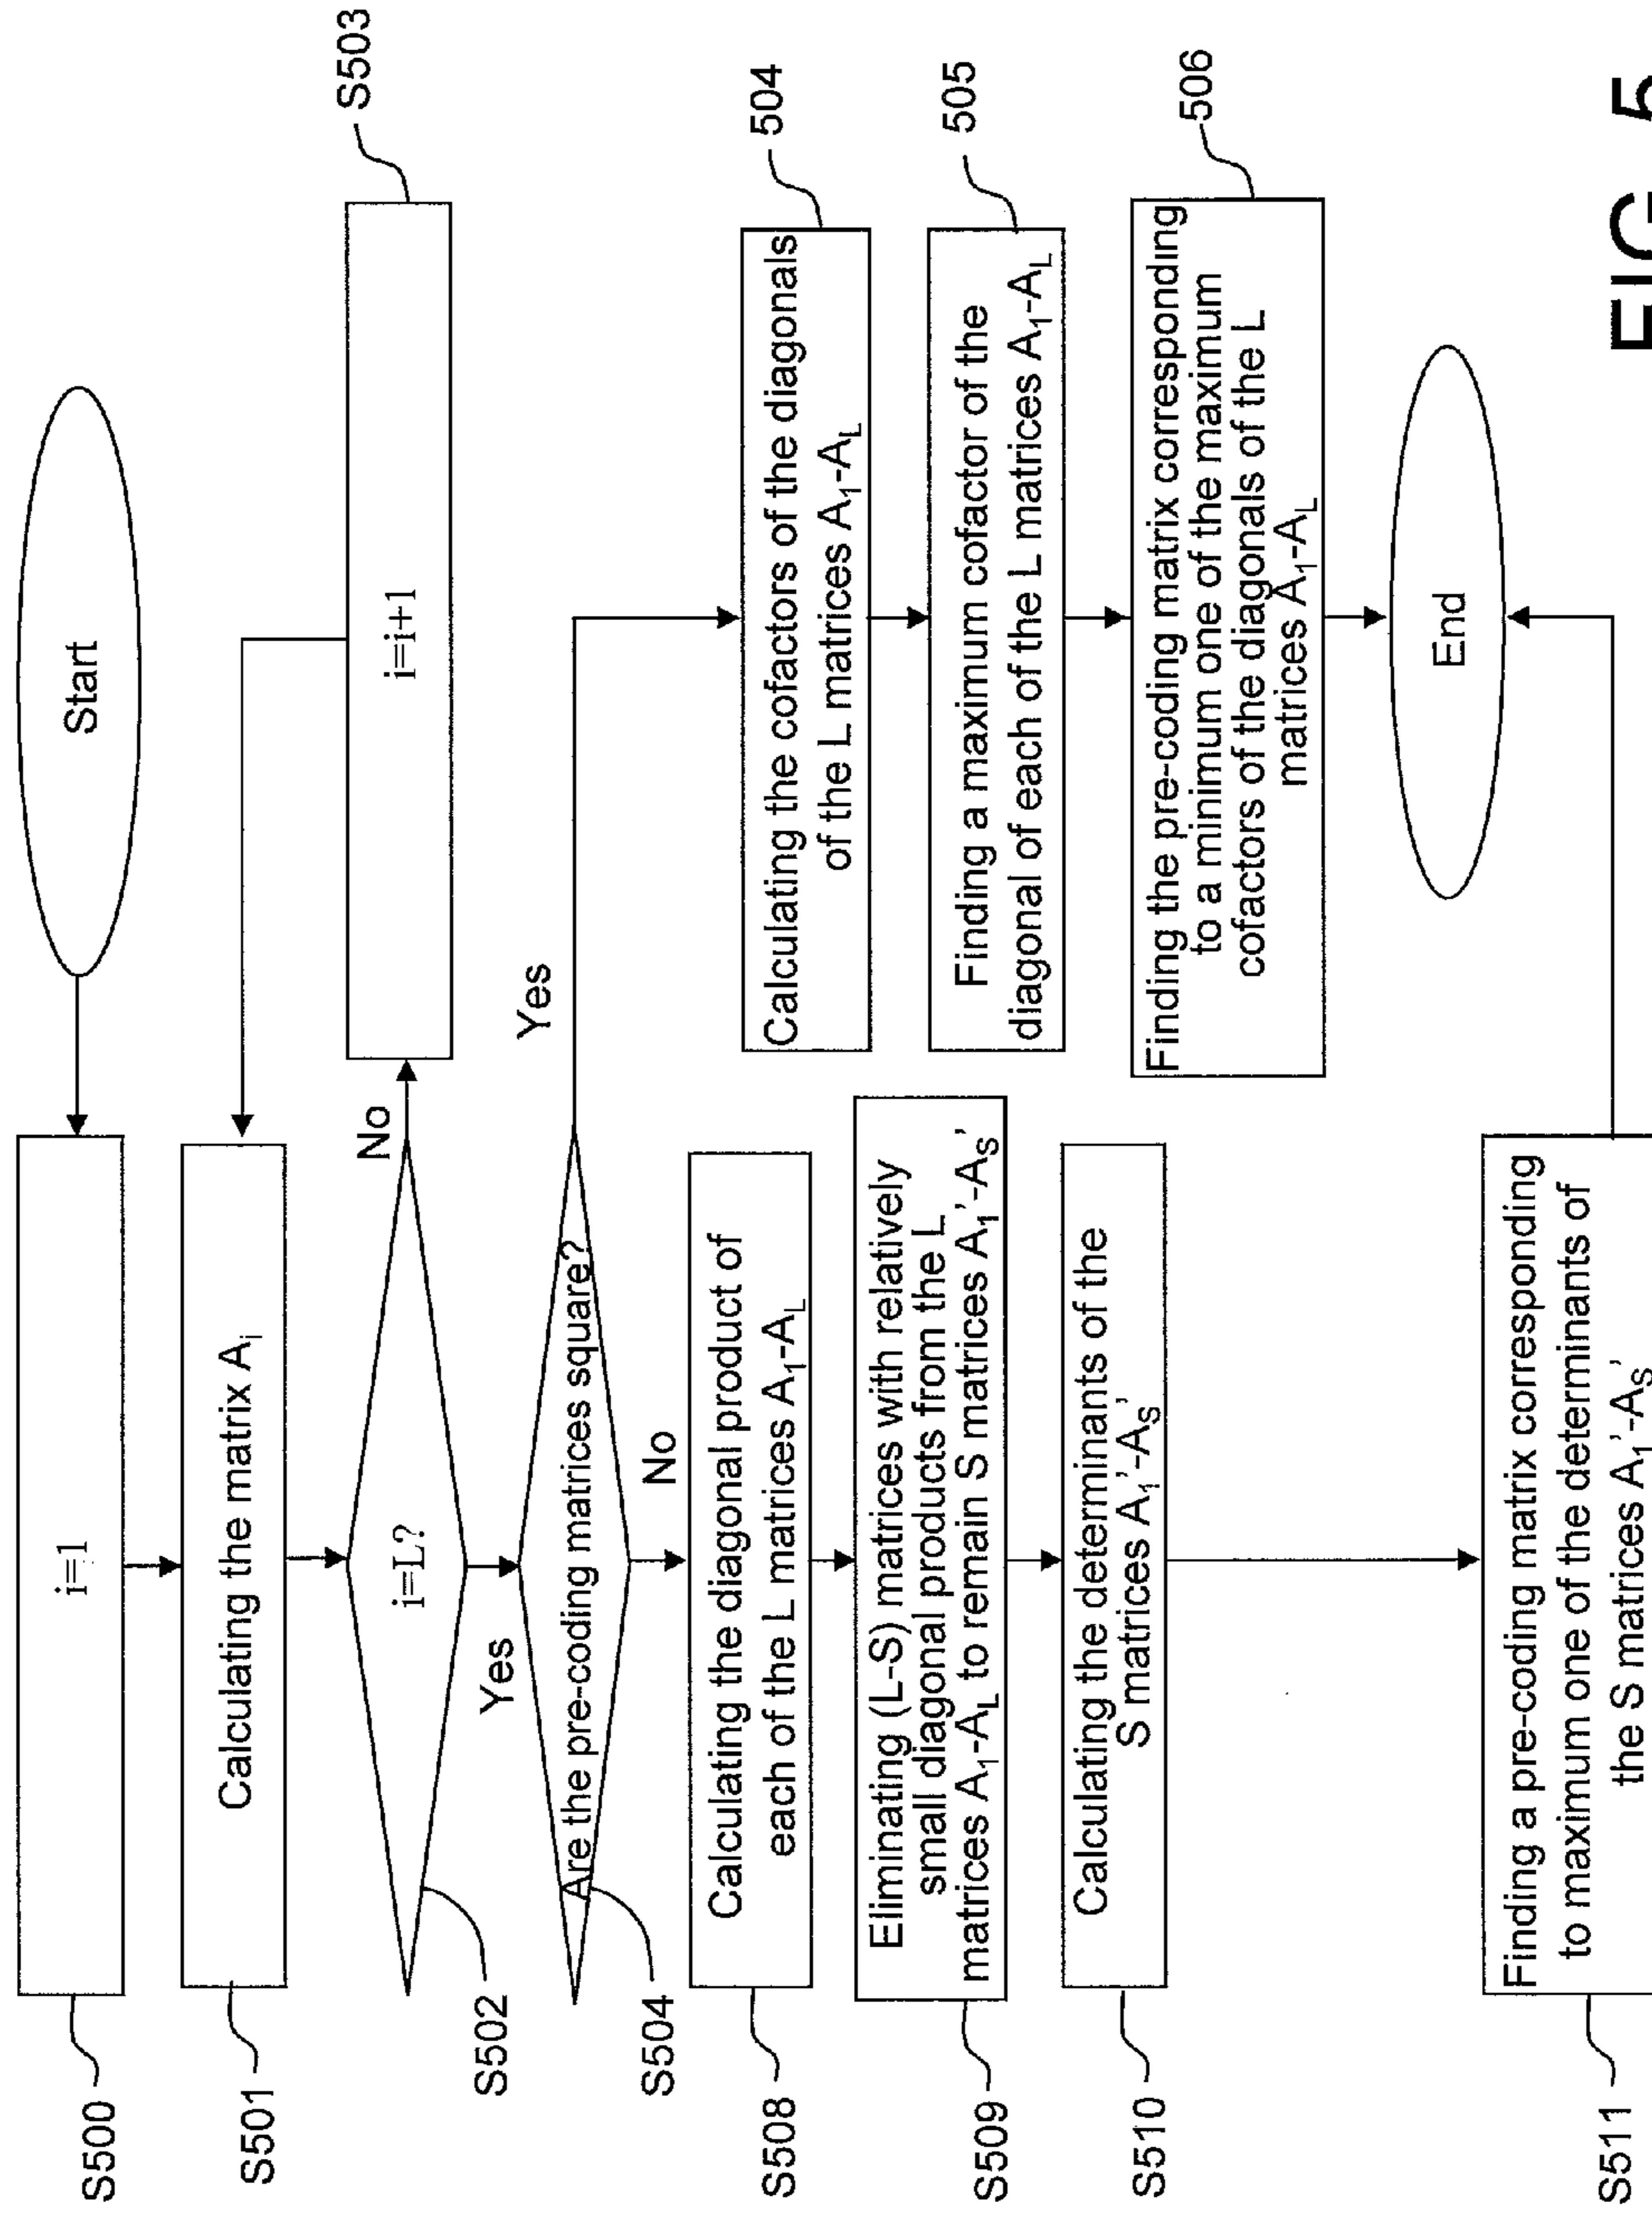 Start
i=1
S500
Calculating the matrix Ai
S501
i=L?
S502
No
i=i+1
S503
Yes
Are the pre-coding matrices square?
S504
Yes
Calculating the cofactors of the diagonals
of the L matrices A1-AL
504
Finding a maximum cofactor of the
diagonal of each of the L matrices A1-AL
505
Finding the pre-coding matrix corresponding
to a minimum one of the maximum
cofactors of the diagonals of the L
matrices A1-AL
506
End
No
Calculating the diagonal product of
each of the L matrices A1-AL
S508
Eliminating (L-S) matrices with relatively
small diagonal products from the L
matrices A1-AL to remain S matrices A1'-AS'
S509
Calculating the determinants of the
S matrices A1'-AS'
S510
Finding a pre-coding matrix corresponding
to maximum one of the determinants of
the S matrices A1'-AS'
S511
FIG. 5